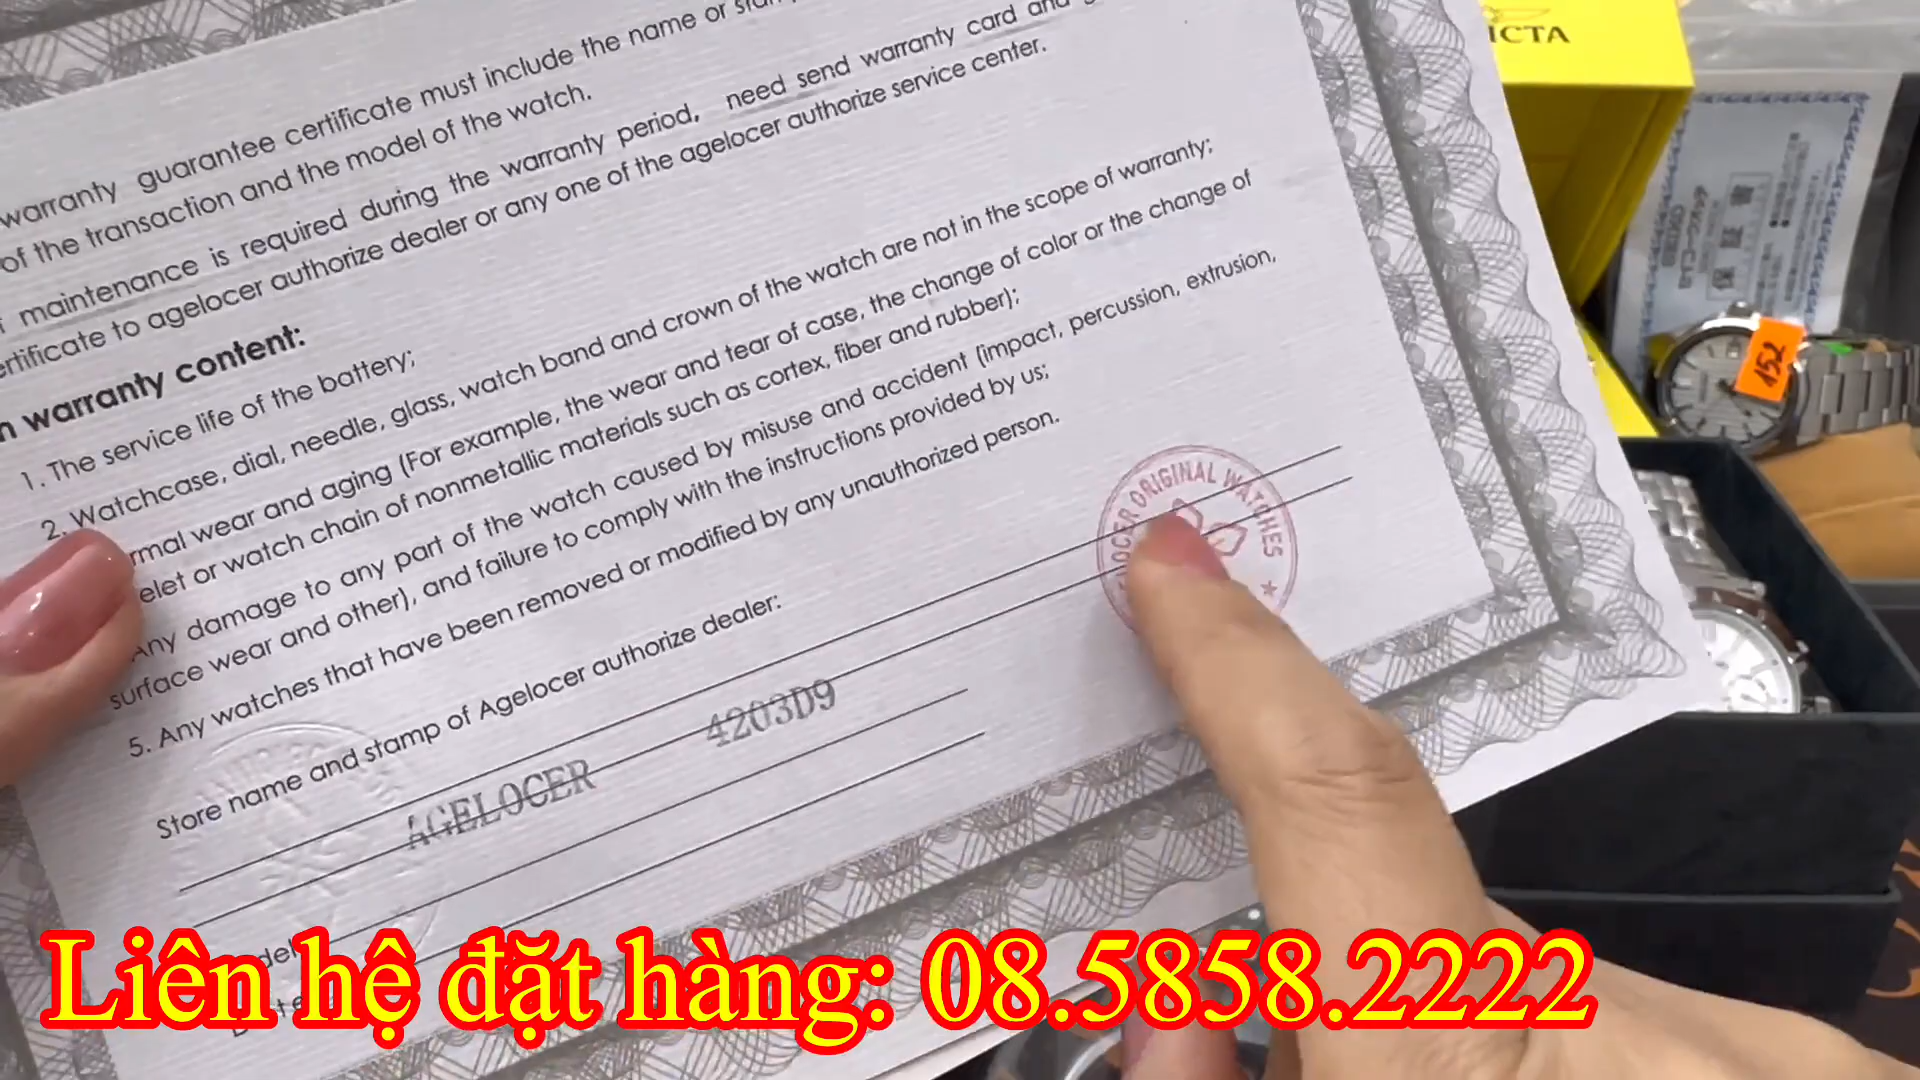 warranty guarantee certificate must include the name or
of the transaction and the model of the watch.
maintenance is required during the warranty period, need send warranty card and
certificate to agelocer authorize dealer or any one of the agelocer authorize service center.
warranty content:
1. The service life of the battery;
2. Watchcase, dial, needle, glass, watch band and crown of the watch are not in the scope of warranty;
rmal wear and aging (For example, the wear and tear of case, the change of color or the change of
elet or watch chain of nonmetallic materials such as cortex, fiber and rubber);
Any damage to any part of the watch caused by misuse and accident (impact, percussion, extrusion,
surface wear and other), and failure to comply with the instructions provided by us;
5. Any watches that have been removed or modified by any unauthorized person.
Store name and stamp of Agelocer authorize dealer:
AGELOCER 4203D9
OCER ORIGINAL WATCHES
ICTA
152
Liên hệ đặt hàng: 08.5858.2222